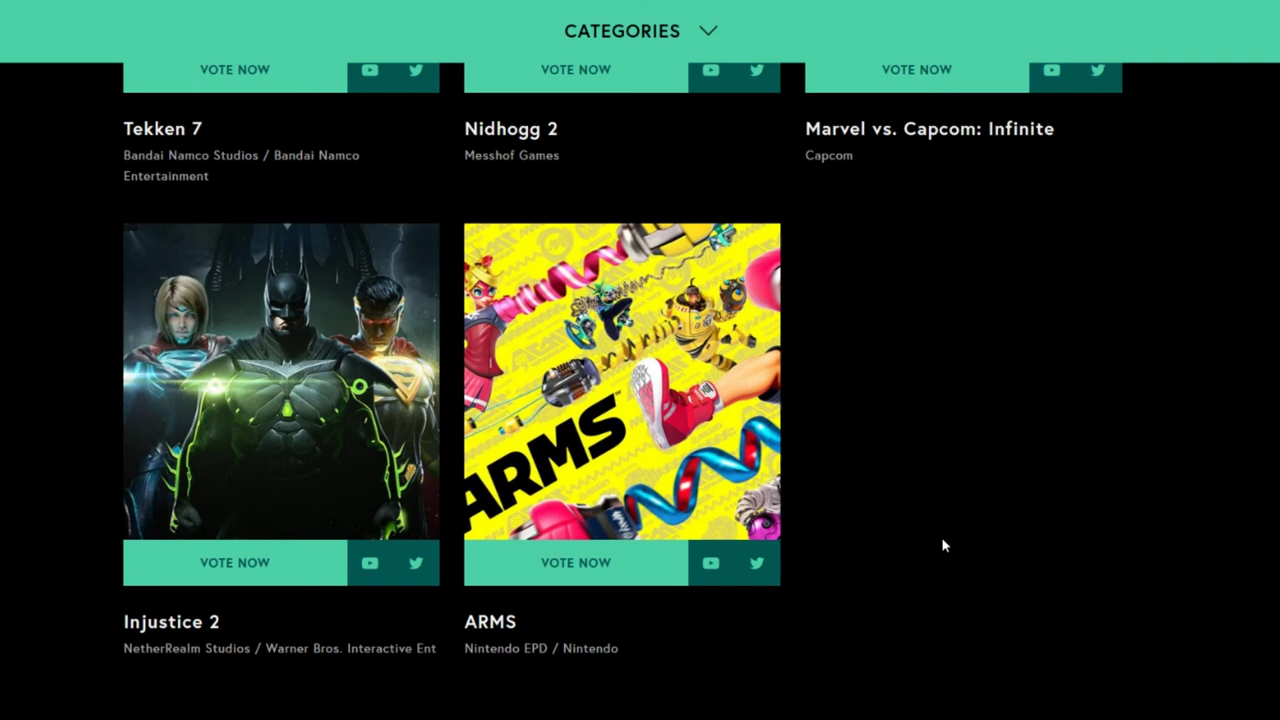 CATEGORIES
VOTE NOW
VOTE NOW
VOTE NOW
Tekken 7
Bandai Namco Studios / Bandai Namco
Entertainment
Nidhogg 2
Messhof Games
Marvel vs. Capcom: Infinite
Capcom
ARMS
VOTE NOW
VOTE NOW
Injustice 2
NetherRealm Studios / Warner Bros. Interactive Ent
ARMS
Nintendo EPD / Nintendo